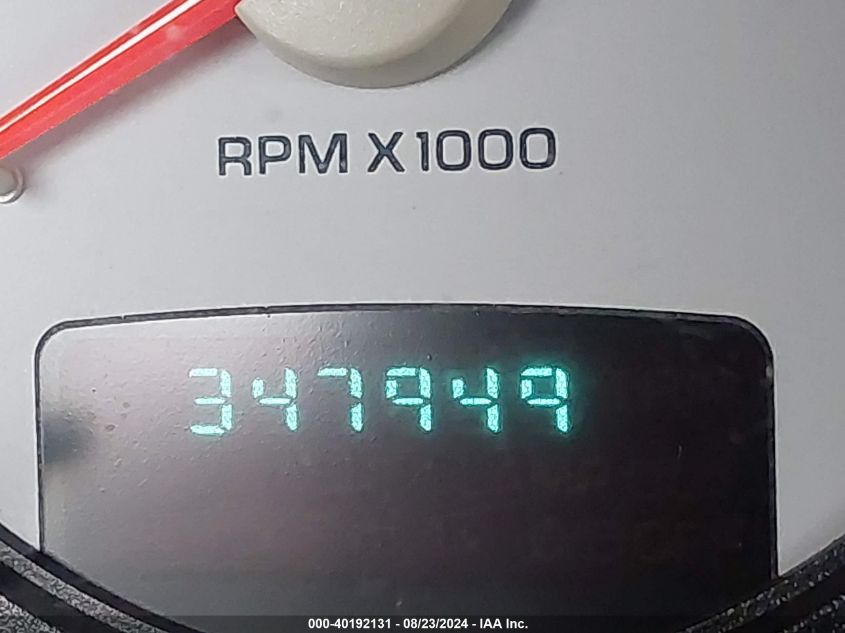 RPM X1000
347949
000-40192131 - 08/23/2024 - IAA Inc.